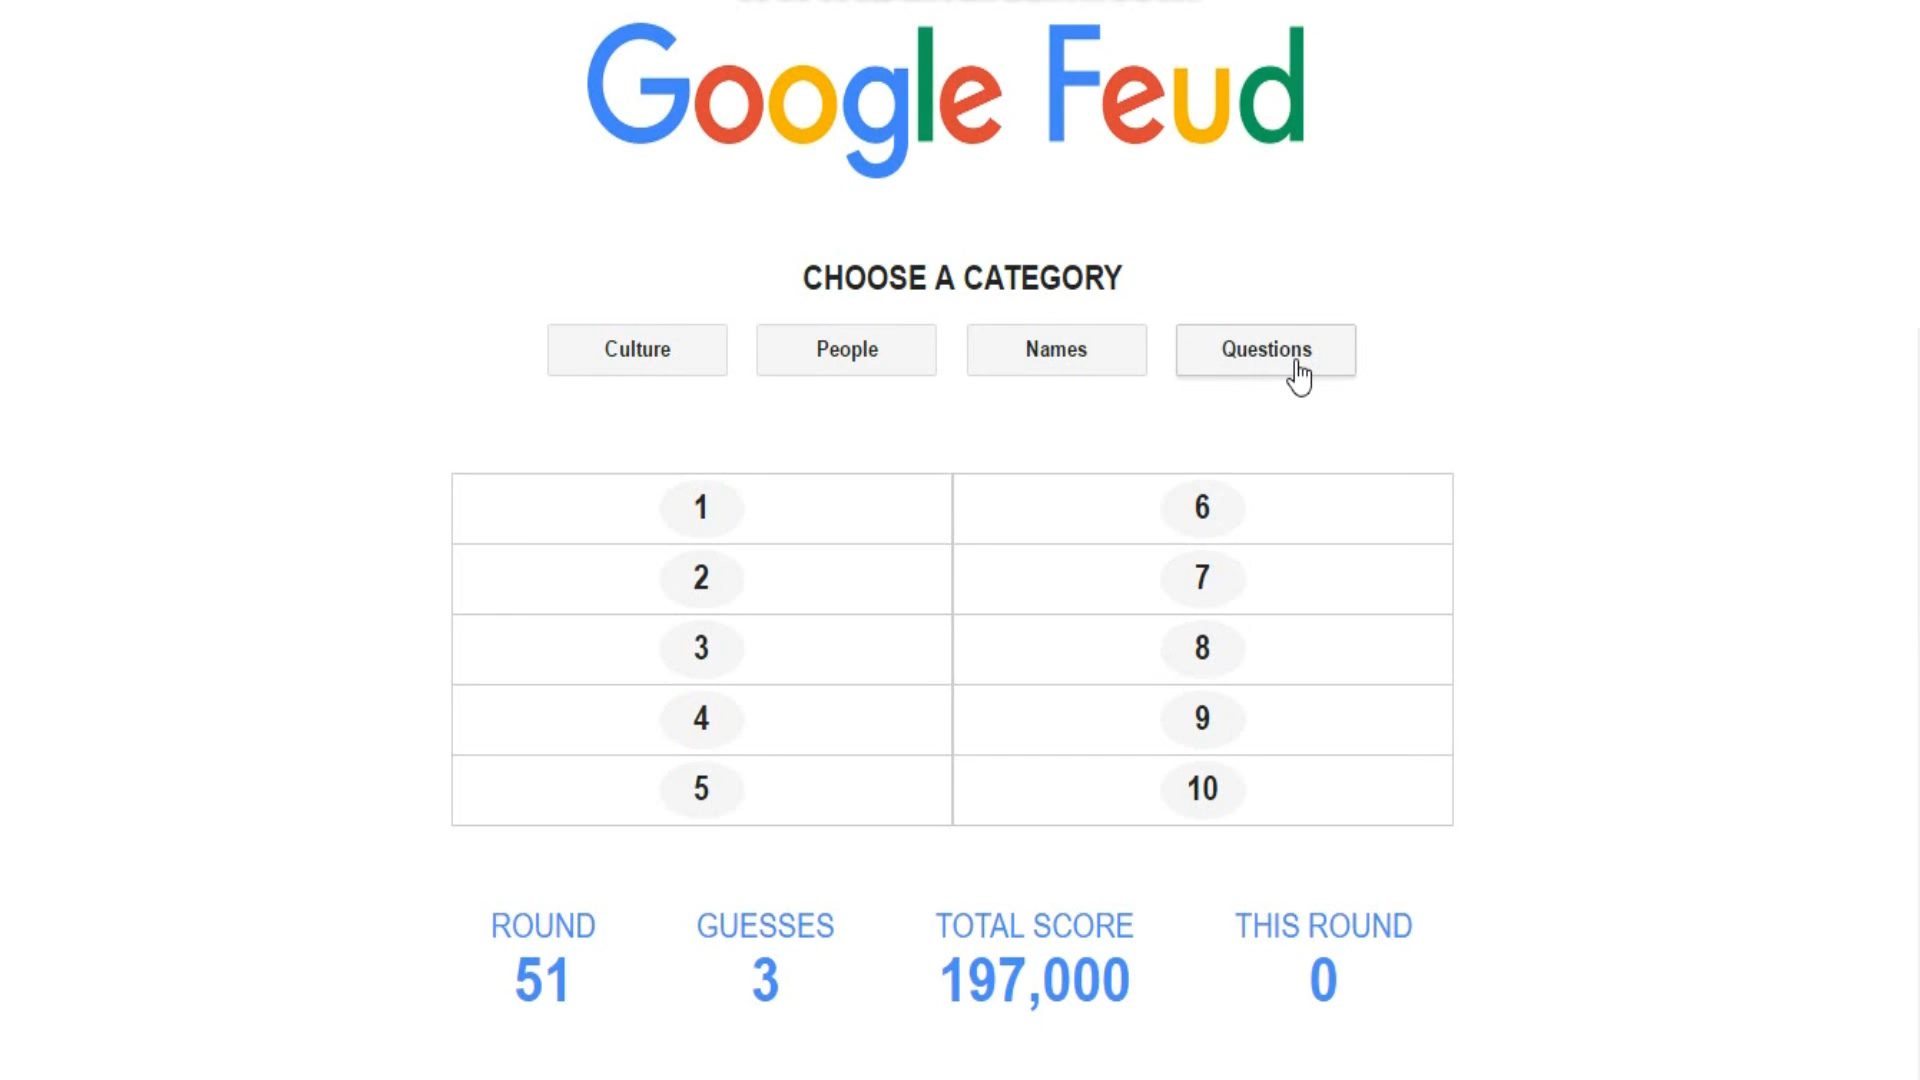 Google Feud
CHOOSE A CATEGORY
Culture People Names Questions
1 6
2 7
3 8
4 9
5 10
ROUND GUESSES TOTAL SCORE THIS ROUND
51 3 197,000 0